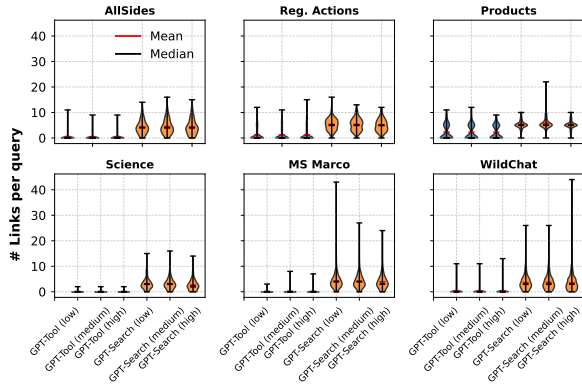 AllSides
Reg. Actions
Products
Mean
Median
# Links per query
40
30
20
10
0
Science
MS Marco
WildChat
40
30
20
10
0
GPT-Tool (low)
GPT-Tool (medium)
GPT-Tool (high)
GPT-Search (low)
GPT-Search (medium)
GPT-Search (high)
GPT-Tool (low)
GPT-Tool (medium)
GPT-Tool (high)
GPT-Search (low)
GPT-Search (medium)
GPT-Search (high)
GPT-Tool (low)
GPT-Tool (medium)
GPT-Tool (high)
GPT-Search (low)
GPT-Search (medium)
GPT-Search (high)